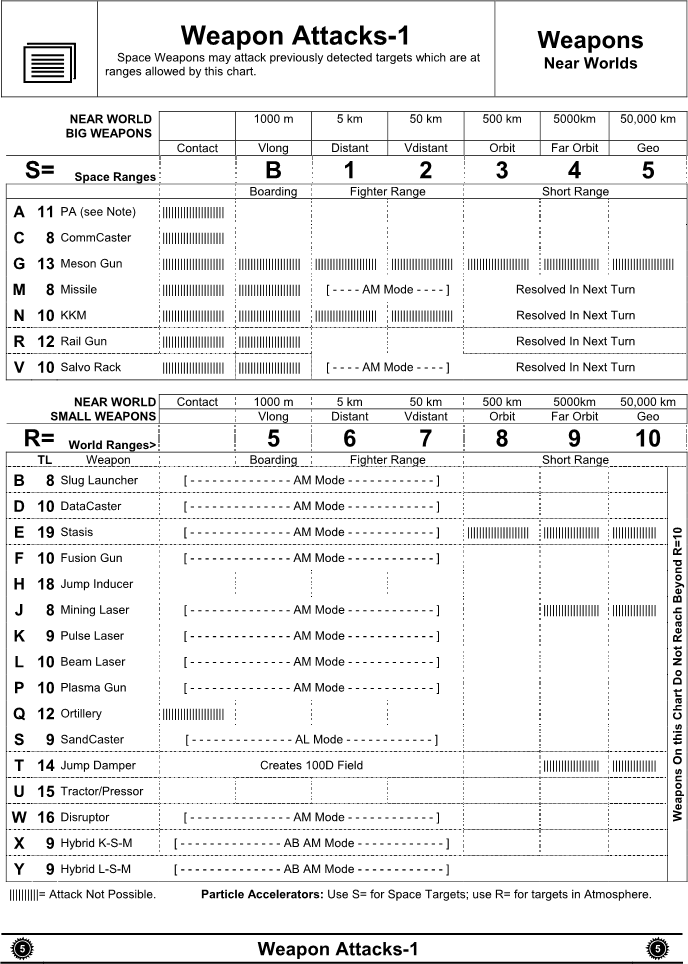 Weapon Attacks-1
Space Weapons may attack previously detected targets which are at
ranges allowed by this chart.
Weapons
Near Worlds
NEAR WORLD 1000 m 5 km 50 km 500 km 5000km 50,000 km
BIG WEAPONS
Contact Vlong Distant Vdistant Orbit Far Orbit Geo
S= Space Ranges B 1 2 3 4 5
Boarding Fighter Range Short Range
A 11 PA (see Note)
C 8 CommCaster
G 13 Meson Gun
M 8 Missile [ - - - - AM Mode - - - - ] Resolved In Next Turn
N 10 KKM Resolved In Next Turn
R 12 Rail Gun Resolved In Next Turn
V 10 Salvo Rack [ - - - - AM Mode - - - - ] Resolved In Next Turn
NEAR WORLD Contact 1000 m 5 km 50 km 500 km 5000km 50,000 km
SMALL WEAPONS Vlong Distant Vdistant Orbit Far Orbit Geo
R= World Ranges> 5 6 7 8 9 10
TL Weapon Boarding Fighter Range Short Range
B 8 Slug Launcher [ - - - - - - - - - - - - - AM Mode - - - - - - - - - - - ]
D 10 DataCaster [ - - - - - - - - - - - - - AM Mode - - - - - - - - - - - ]
E 19 Stasis [ - - - - - - - - - - - - - AM Mode - - - - - - - - - - - ]
F 10 Fusion Gun [ - - - - - - - - - - - - - AM Mode - - - - - - - - - - - ]
H 18 Jump Inducer
J 8 Mining Laser [ - - - - - - - - - - - - - AM Mode - - - - - - - - - - - ]
K 9 Pulse Laser [ - - - - - - - - - - - - - AM Mode - - - - - - - - - - - ]
L 10 Beam Laser [ - - - - - - - - - - - - - AM Mode - - - - - - - - - - - ]
P 10 Plasma Gun [ - - - - - - - - - - - - - AM Mode - - - - - - - - - - - ]
Q 12 Ortillery
S 9 SandCaster [ - - - - - - - - - - - - - AL Mode - - - - - - - - - - - ]
T 14 Jump Damper Creates 100D Field
U 15 Tractor/Pressor
W 16 Disruptor [ - - - - - - - - - - - - - AM Mode - - - - - - - - - - - ]
X 9 Hybrid K-S-M [ - - - - - - - - - - - - - AB AM Mode - - - - - - - - - - - ]
Y 9 Hybrid L-S-M [ - - - - - - - - - - - - - AB AM Mode - - - - - - - - - - - ]
Weapons On this Chart Do Not Reach Beyond R=10
||||||||||= Attack Not Possible. Particle Accelerators: Use S= for Space Targets; use R= for targets in Atmosphere.
5 Weapon Attacks-1 5